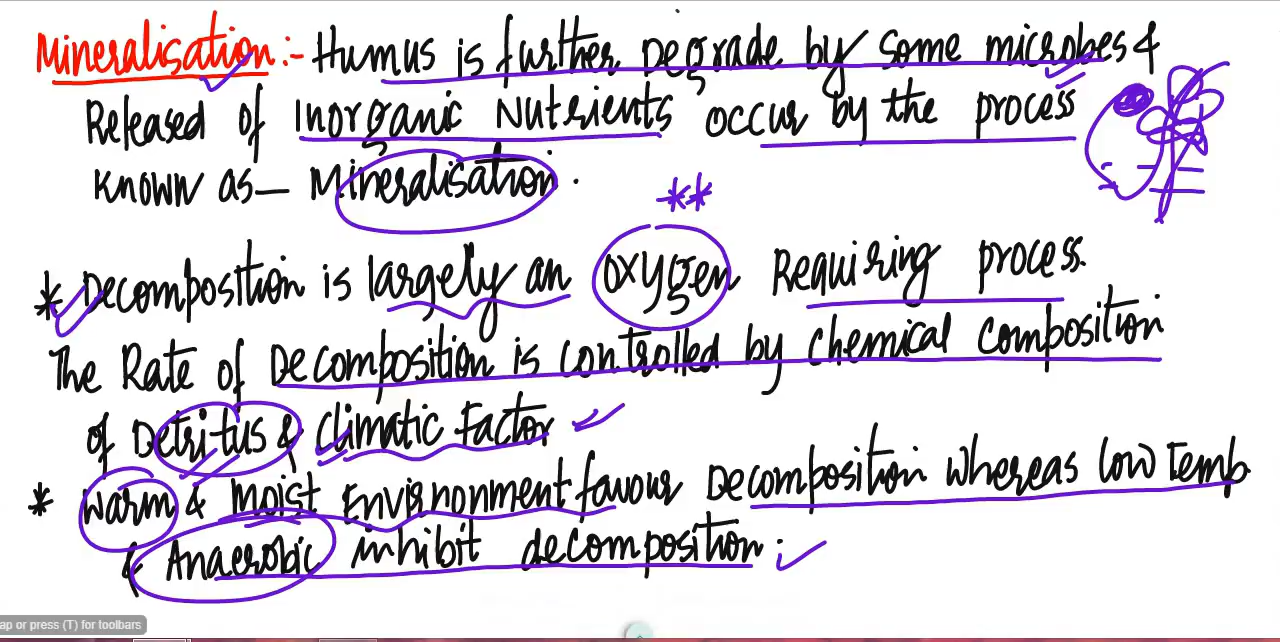 Mineralisation :- Humus is further Degrade by some microbes &
Released of Inorganic Nutrients occur by the process
known as — Mineralisation .
* Decomposition is largely an oxygen Requiring process.
The Rate of Decomposition is controlled by chemical composition
of Detritus & climatic Factor
* Warm & Moist Envirnonment favour Decomposition whereas low Temb
& Anaerobic inhibit decomposition .
ap or press (T) for toolbars